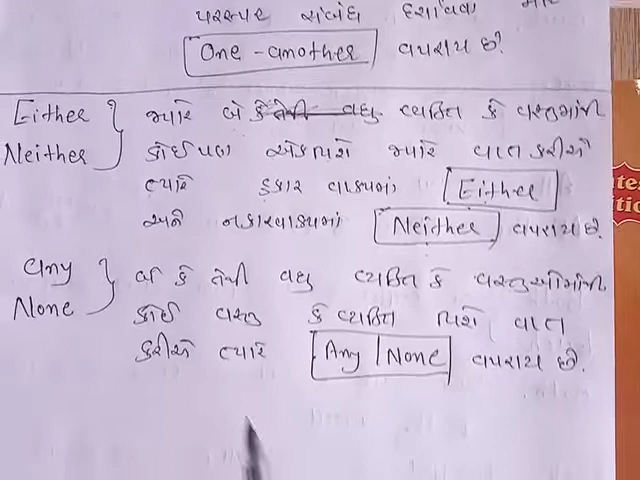 પરસ્પર સંબંધ દર્શાવવા માટે
One-another વપરાય છે.
Either
Neither
જ્યારે બે કે તેથી વધુ વ્યક્તિ કે વસ્તુમાંથી
કોઈપણ એકવિશે જ્યારે વાત કરીએ
ત્યારે હકાર વાક્યમાં Either
અને નકારવાક્યમાં Neither વપરાય છે.
Any
None
કે તેથી વધુ વ્યક્તિ કે વસ્તુઓમાંથી
કોઈ વસ્તુ કે વ્યક્તિ વિશે વાત
કરીએ ત્યારે Any/None વપરાય છે.